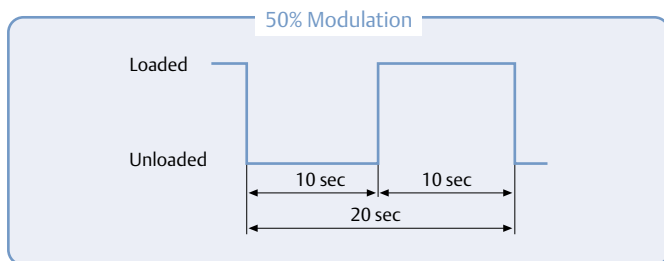 50% Modulation
Loaded
Unloaded
10 sec 10 sec
20 sec